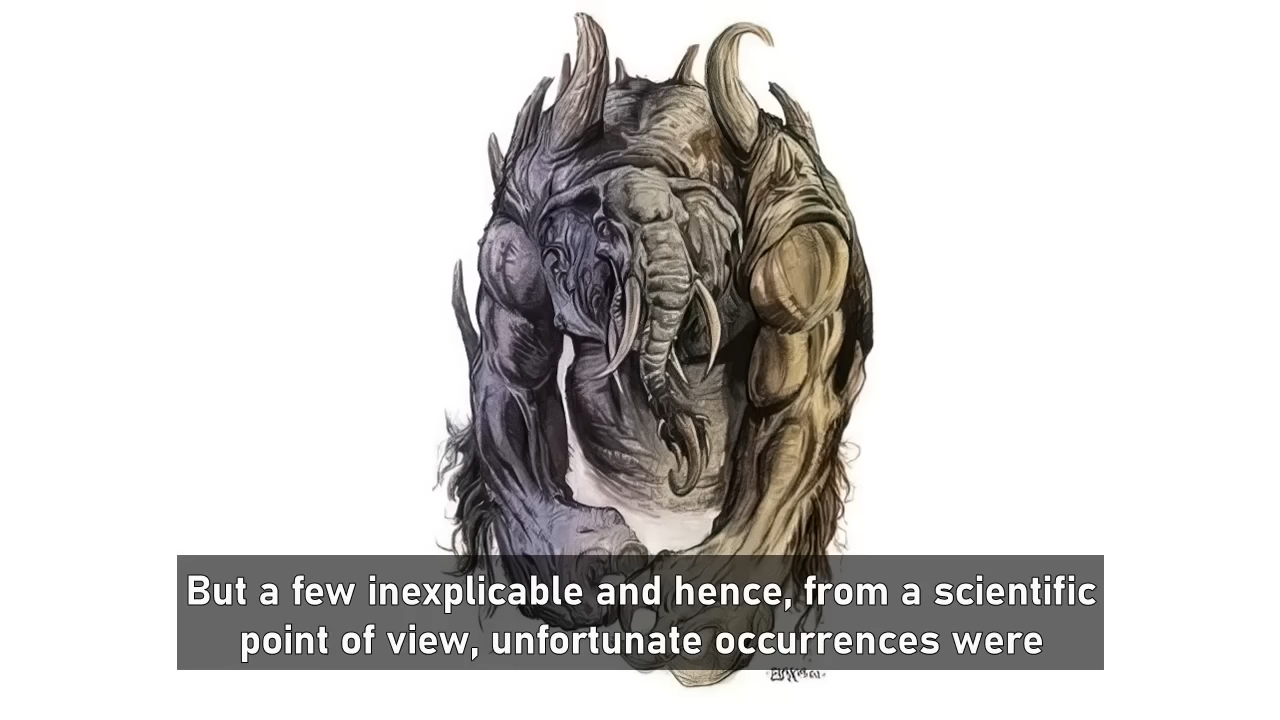 But a few inexplicable and hence, from a scientific
point of view, unfortunate occurrences were